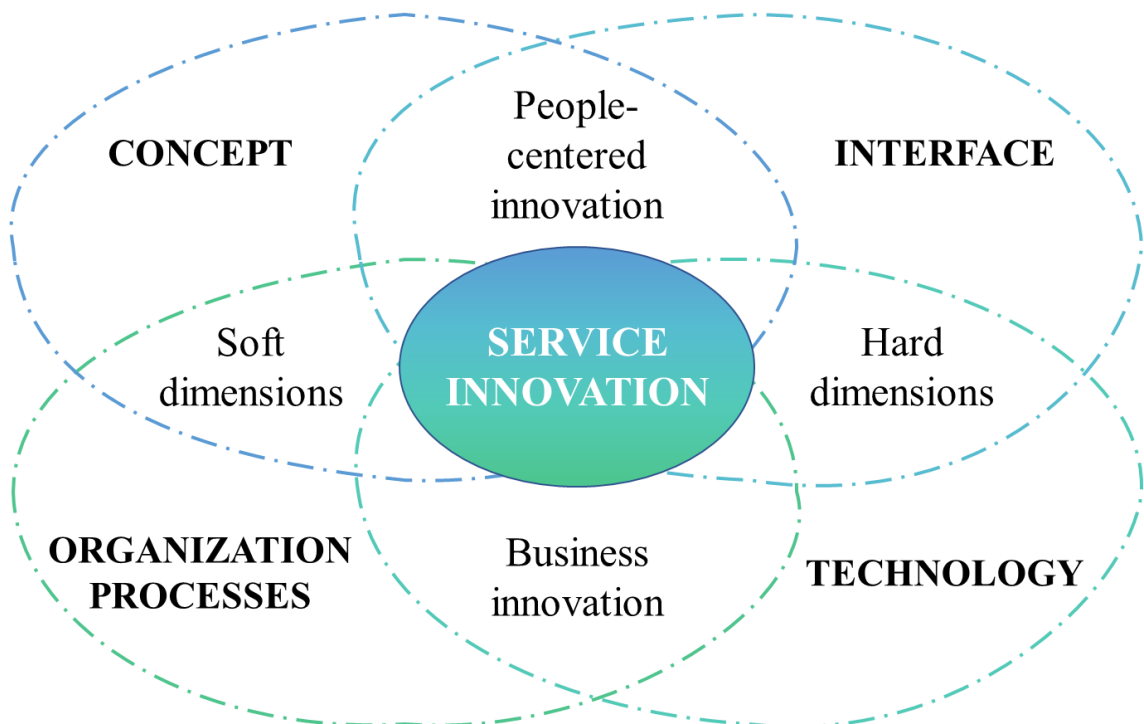 People-
centered
innovation
CONCEPT
INTERFACE
Soft
dimensions
SERVICE
INNOVATION
Hard
dimensions
ORGANIZATION
PROCESSES
Business
innovation
TECHNOLOGY